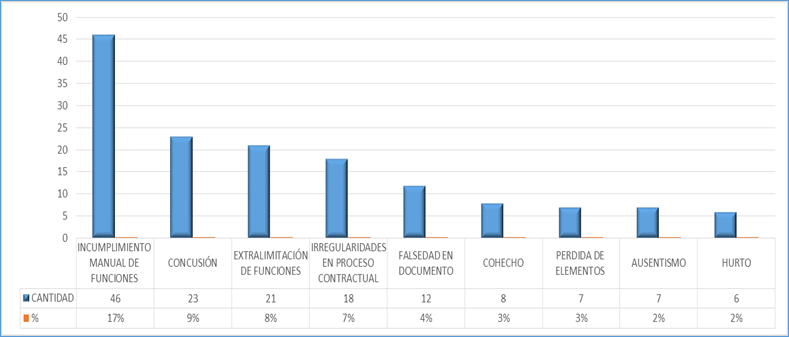 50
45
40
35
30
25
20
15
10
5
0
INCUMPLIMIENTO
MANUAL DE
FUNCIONES
CONCUSIÓN
EXTRALIMITACIÓN
DE FUNCIONES
IRREGULARIDADES
EN PROCESO
CONTRACTUAL
FALSEDAD EN
DOCUMENTO
COHECHO
PERDIDA DE
ELEMENTOS
AUSENTISMO
HURTO
CANTIDAD 46 23 21 18 12 8 7 7 6
% 17% 9% 8% 7% 4% 3% 3% 2% 2%